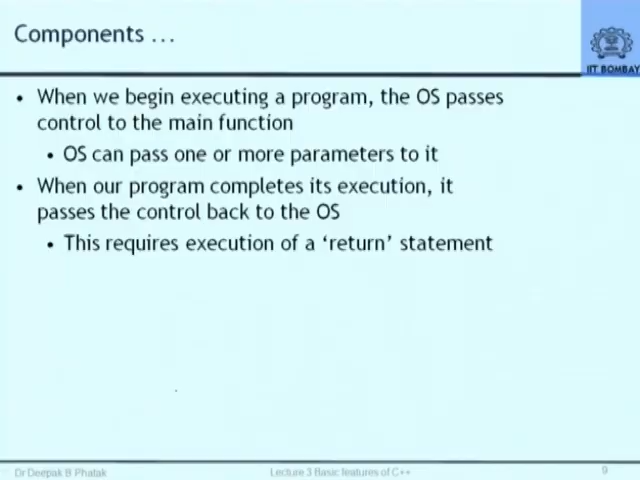 Components ...
IIT BOMBAY
• When we begin executing a program, the OS passes
control to the main function
• OS can pass one or more parameters to it
• When our program completes its execution, it
passes the control back to the OS
• This requires execution of a ‘return’ statement
Dr Deepak B Phatak
Lecture 3 Basic features of C++
9